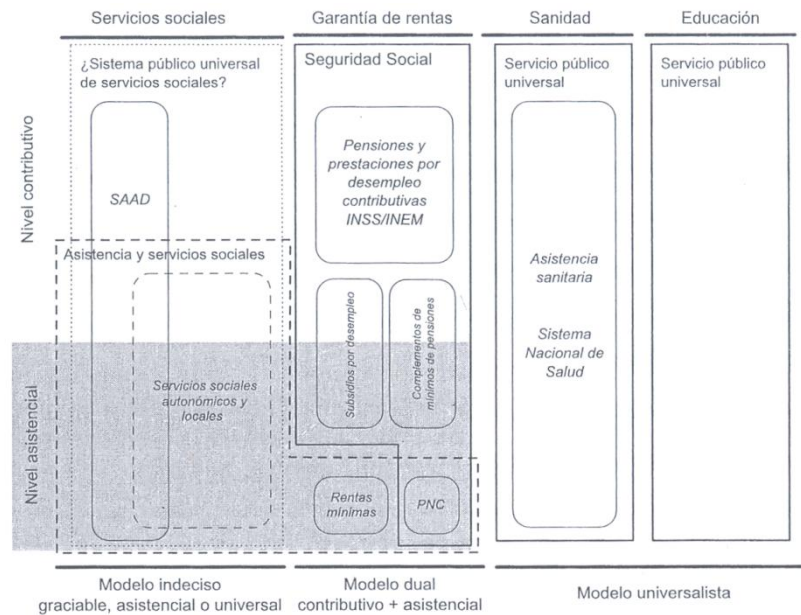 Servicios sociales
Garantía de rentas
Sanidad
Educación
Nivel contributivo
Nivel asistencial
¿Sistema público universal
de servicios sociales?
SAAD
Asistencia y servicios sociales
Servicios sociales
autonómicos y
locales
Seguridad Social
Pensiones y
prestaciones por
desempleo
contributivas
INSS/INEM
Subsidios por desempleo
Complementos de
mínimos de pensiones
Rentas
mínimas
PNC
Servicio público
universal
Asistencia
sanitaria
Sistema
Nacional de
Salud
Servicio público
universal
Modelo indeciso
graciable, asistencial o universal
Modelo dual
contributivo + asistencial
Modelo universalista